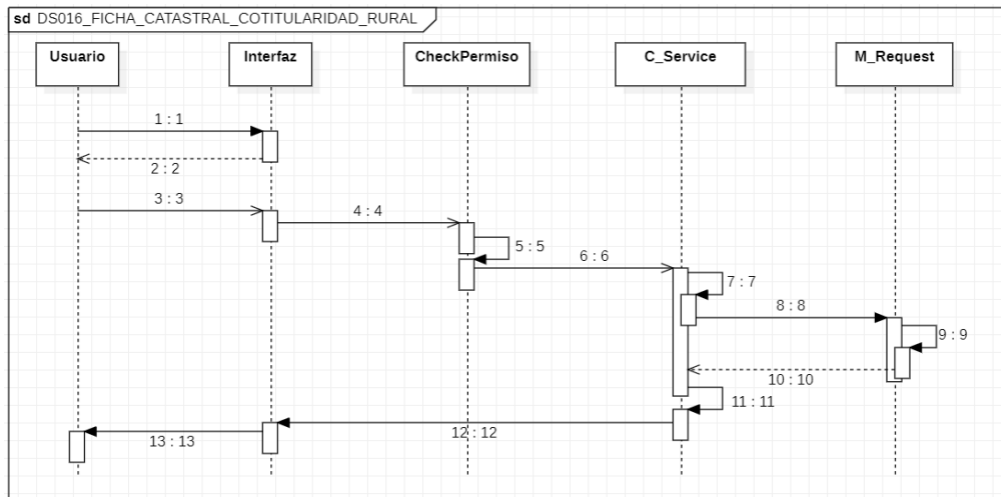 sd DS016_FICHA_CATASTRAL_COTITULARIDAD_RURAL
Usuario
Interfaz
CheckPermiso
C_Service
M_Request
1 : 1
2 : 2
3 : 3
4 : 4
5 : 5
6 : 6
7 : 7
8 : 8
9 : 9
10 : 10
11 : 11
12 : 12
13 : 13